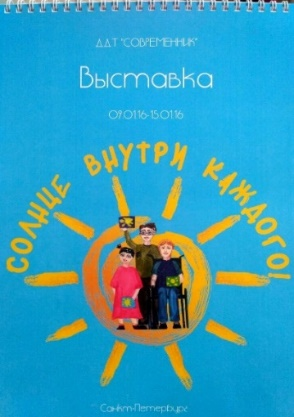 ДДТ "СОВРЕМЕННИК"
Выставка
09.01.16-15.01.16
СОЛНЦЕ ВНУТРИ КАЖДОГО!
Санкт-Петербург